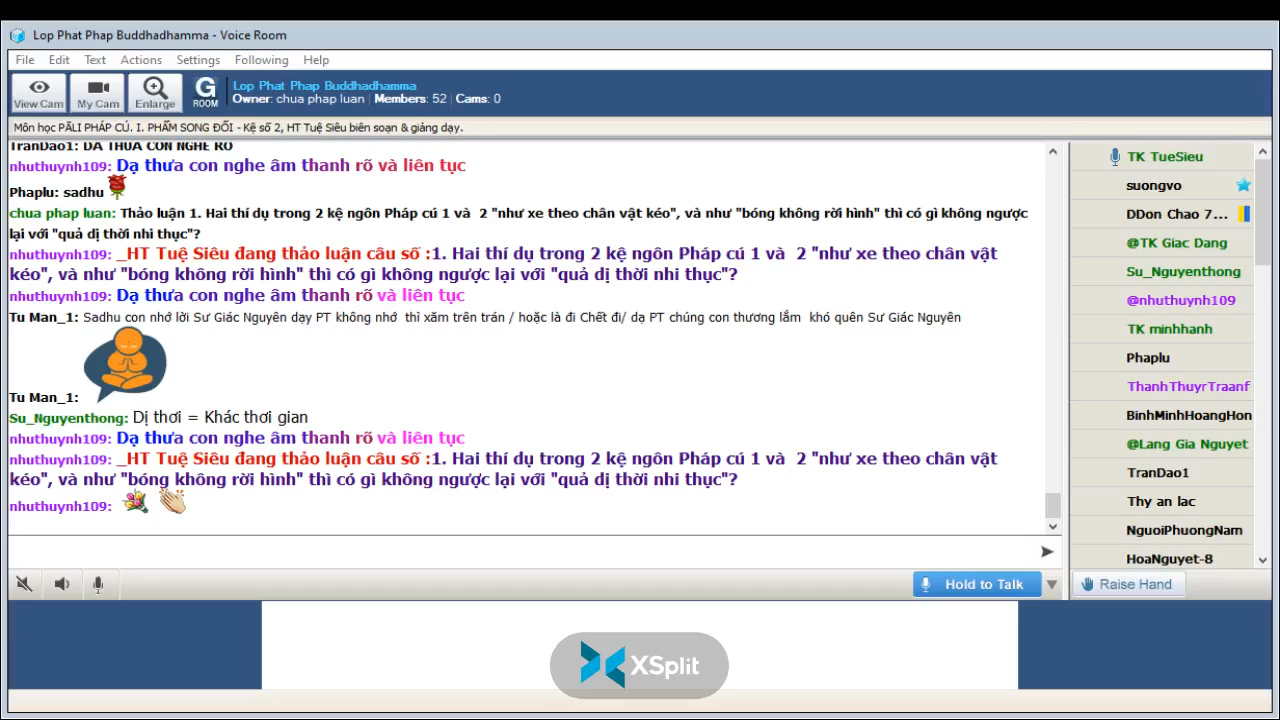 Lop Phat Phap Buddhadhamma - Voice Room
File Edit Text Actions Settings Following Help
View Cam My Cam Enlarge G ROOM
Lop Phat Phap Buddhadhamma
Owner: chua phap luan | Members: 52 | Cams: 0
Môn học PĀLI PHÁP CÚ. I. PHẨM SONG ĐỐI - Kệ số 2, HT Tuệ Siêu biên soạn & giảng dạy.
TranDao1: DẠ THƯA CON NGHE RÕ
nhuthuynh109: Dạ thưa con nghe âm thanh rõ và liên tục
Phaplu: sadhu
chua phap luan: Thảo luận 1. Hai thí dụ trong 2 kệ ngôn Pháp cú 1 và 2 "như xe theo chân vật kéo", và như "bóng không rời hình" thì có gì không ngược
lại với "quả dị thời nhi thục"?
nhuthuynh109: _HT Tuệ Siêu đang thảo luận câu số :1. Hai thí dụ trong 2 kệ ngôn Pháp cú 1 và 2 "như xe theo chân vật
kéo", và như "bóng không rời hình" thì có gì không ngược lại với "quả dị thời nhi thục"?
nhuthuynh109: Dạ thưa con nghe âm thanh rõ và liên tục
Tu Man_1: Sadhu con nhớ lời Sư Giác Nguyên dạy PT không nhớ thì xăm trên trán / hoặc là đi Chết đi/ dạ PT chúng con thương lắm khó quên Sư Giác Nguyên
Tu Man_1:
Su_Nguyenthong: Dị thơi = Khác thơi gian
nhuthuynh109: Dạ thưa con nghe âm thanh rõ và liên tục
nhuthuynh109: _HT Tuệ Siêu đang thảo luận câu số :1. Hai thí dụ trong 2 kệ ngôn Pháp cú 1 và 2 "như xe theo chân vật
kéo", và như "bóng không rời hình" thì có gì không ngược lại với "quả dị thời nhi thục"?
nhuthuynh109:
TK TueSieu
suongvo
DDon Chao 7...
@TK Giac Dang
Su_Nguyenthong
@nhuthuynh109
TK minhhanh
Phaplu
ThanhThuyrTraanf
BinhMinhHoangHon
@Lang Gia Nguyet
TranDao1
Thy an lac
NguoiPhuongNam
HoaNguyet-8
Hold to Talk
Raise Hand
XSplit